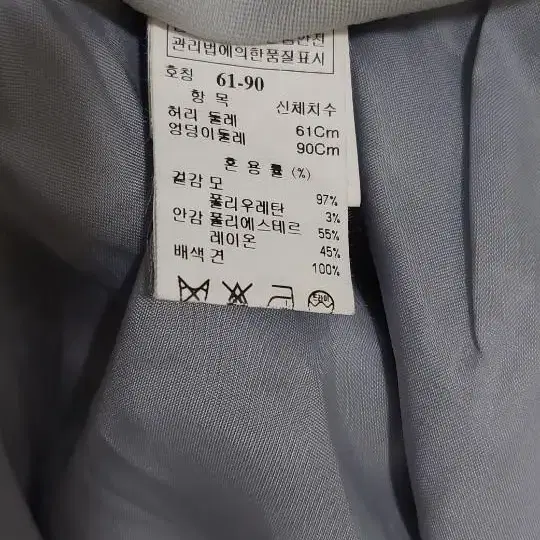 관리법에의한품질표시
호칭 61-90
항 목 신체치수
허리 둘레 61Cm
엉덩이둘레 90Cm
혼 용 률 (%)
겉감 모 97%
폴리우레탄 3%
안감 폴리에스테르 55%
레이온 45%
배색 견 100%
드라이